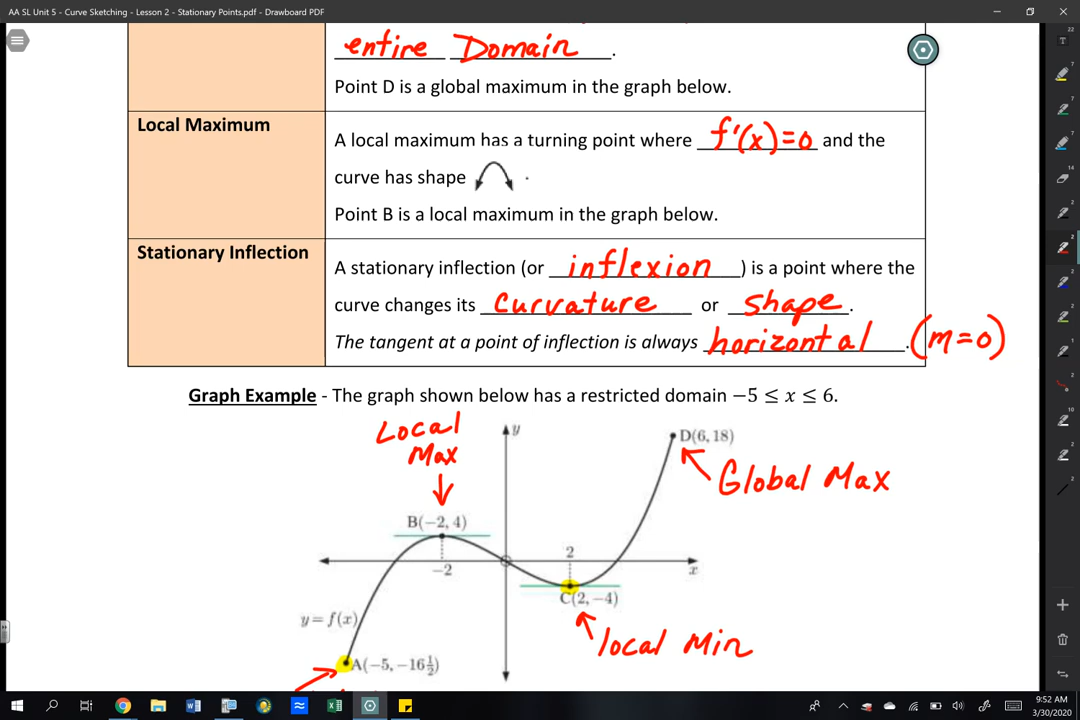 AA SL Unit 5 - Curve Sketching - Lesson 2 - Stationary Points.pdf - Drawboard PDF
entire Domain.
Point D is a global maximum in the graph below.
Local Maximum
A local maximum has a turning point where f'(x)=0 and the
curve has shape
Point B is a local maximum in the graph below.
Stationary Inflection
A stationary inflection (or inflexion) is a point where the
curve changes its curvature or shape.
The tangent at a point of inflection is always horizontal. (m=0)
Graph Example - The graph shown below has a restricted domain −5 ≤ x ≤ 6.
Local
Max
y
D(6, 18)
Global Max
B(−2, 4)
2
−2
x
C(2, −4)
y = f(x)
local Min
A(−5, −16½)
9:52 AM
3/30/2020